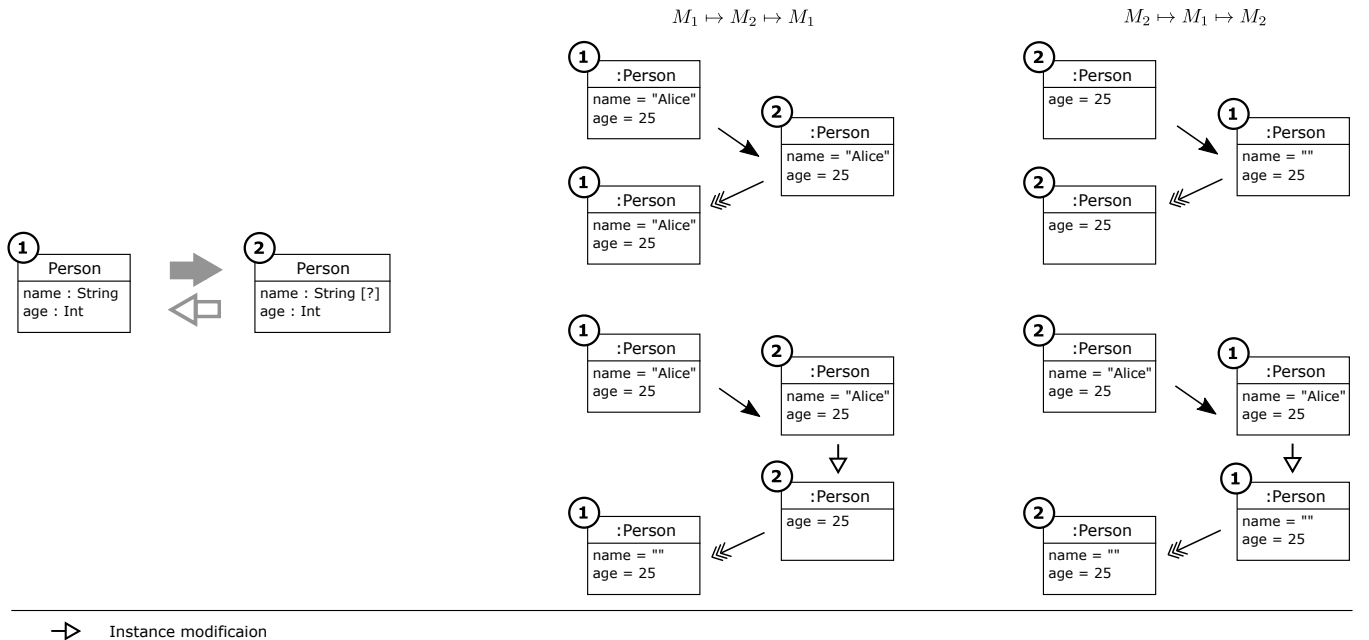 M₁ ↦ M₂ ↦ M₁
M₂ ↦ M₁ ↦ M₂
1
Person
name : String
age : Int
2
Person
name : String [?]
age : Int
1
:Person
name = "Alice"
age = 25
2
:Person
name = "Alice"
age = 25
1
:Person
name = "Alice"
age = 25
2
:Person
age = 25
1
:Person
name = ""
age = 25
2
:Person
age = 25
1
:Person
name = "Alice"
age = 25
2
:Person
name = "Alice"
age = 25
2
:Person
age = 25
1
:Person
name = ""
age = 25
2
:Person
name = "Alice"
age = 25
1
:Person
name = "Alice"
age = 25
1
:Person
name = ""
age = 25
2
:Person
name = ""
age = 25
Instance modificaion